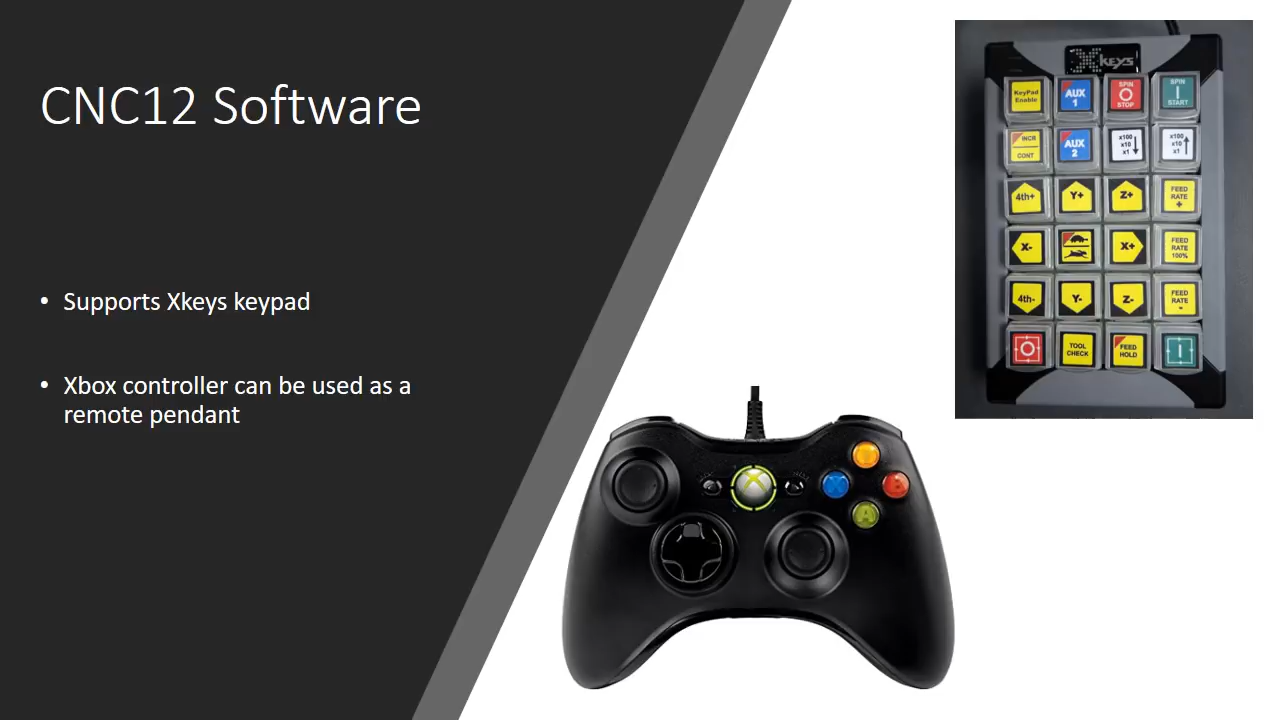 CNC12 Software
• Supports Xkeys keypad
• Xbox controller can be used as a
remote pendant
X keys
KeyPad
Enable
AUX
1
SPIN
STOP
SPIN
START
INCR
CONT
AUX
2
x100
x10
x1
x100
x10
x1
4th+
Y+
Z+
FEED
RATE
+
X-
X+
FEED
RATE
100%
4th-
Y-
Z-
FEED
RATE
-
TOOL
CHECK
FEED
HOLD
X
A